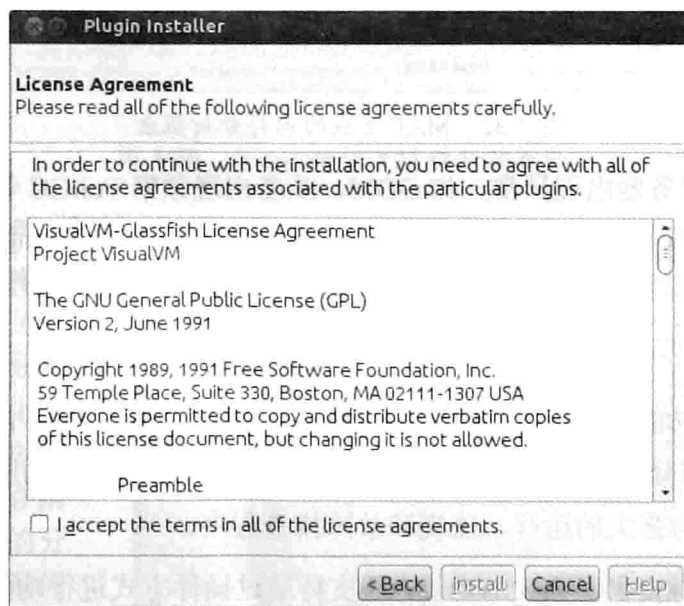 Plugin Installer
License Agreement
Please read all of the following license agreements carefully.
In order to continue with the installation, you need to agree with all of
the license agreements associated with the particular plugins.
VisualVM-Glassfish License Agreement
Project VisualVM
The GNU General Public License (GPL)
Version 2, June 1991
Copyright 1989, 1991 Free Software Foundation, Inc.
59 Temple Place, Suite 330, Boston, MA 02111-1307 USA
Everyone is permitted to copy and distribute verbatim copies
of this license document, but changing it is not allowed.
Preamble
I accept the terms in all of the license agreements.
<Back Install Cancel Help